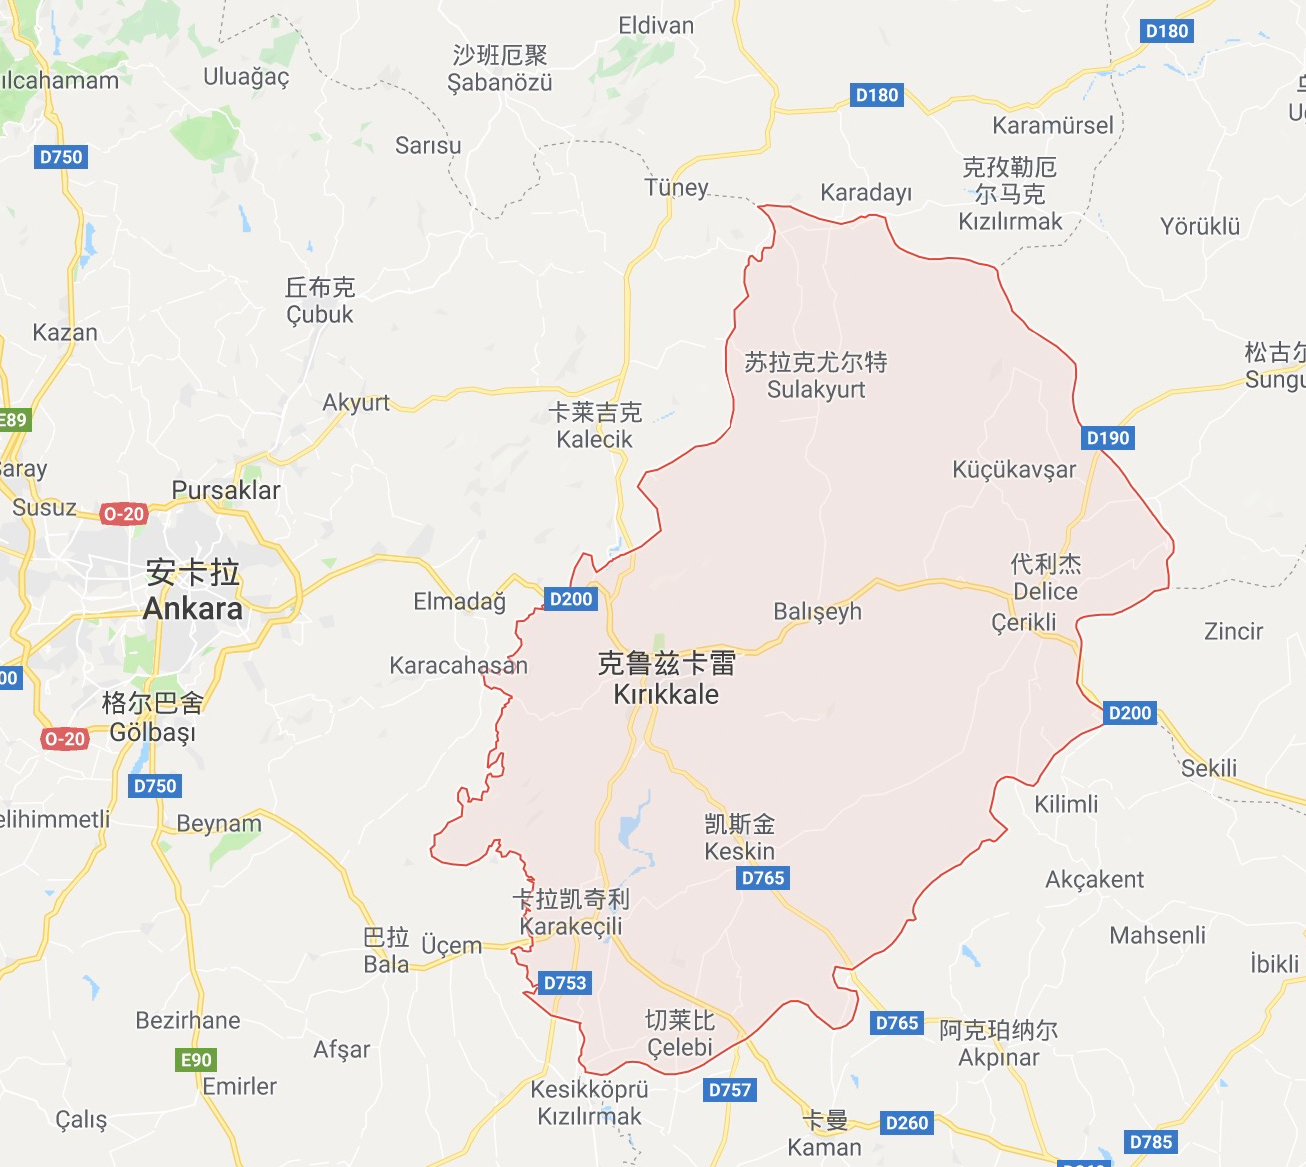 Eldivan
D180
沙班厄聚
Şabanözü
ılcahamam
Uluağaç
D180
Karamürsel
D750
Sarısu
克孜勒厄
尔马克
Kızılırmak
Tüney
Karadayı
Yörüklü
丘布克
Çubuk
Kazan
苏拉克尤尔特
Sulakyurt
松古尔
Sungu
Akyurt
卡莱吉克
Kalecik
E89
D190
Saray
Küçükavşar
Pursaklar
Susuz
O-20
安卡拉
Ankara
代利杰
Delice
Elmadağ
D200
Balışeyh
Çerikli
Zincir
Karacahasan
克鲁兹卡雷
Kırıkkale
00
格尔巴舍
Gölbaşı
D200
O-20
Sekili
D750
Kilimli
elihimmetli
Beynam
凯斯金
Keskin
D765
Akçakent
卡拉凯奇利
Karakeçili
巴拉
Bala
Üçem
Mahsenli
İbikli
D753
Bezirhane
切莱比
Çelebi
D765
阿克珀纳尔
Akpınar
Afşar
E90
Emirler
Kesikköprü
Kızılırmak
D757
Çalış
卡曼
Kaman
D260
D785